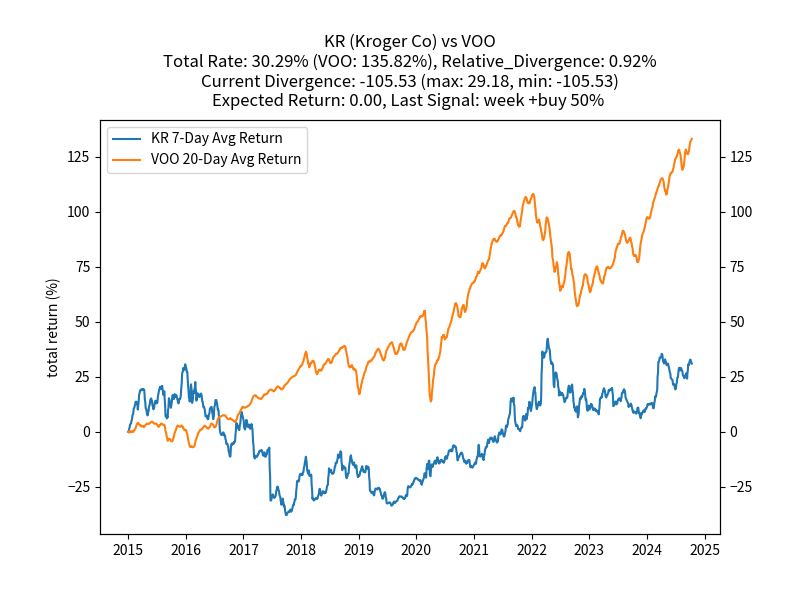 KR (Kroger Co) vs VOO
Total Rate: 30.29% (VOO: 135.82%), Relative_Divergence: 0.92%
Current Divergence: -105.53 (max: 29.18, min: -105.53)
Expected Return: 0.00, Last Signal: week +buy 50%
KR 7-Day Avg Return
VOO 20-Day Avg Return
total return (%)
125
100
75
50
25
0
−25
125
100
75
50
25
0
−25
2015 2016 2017 2018 2019 2020 2021 2022 2023 2024 2025